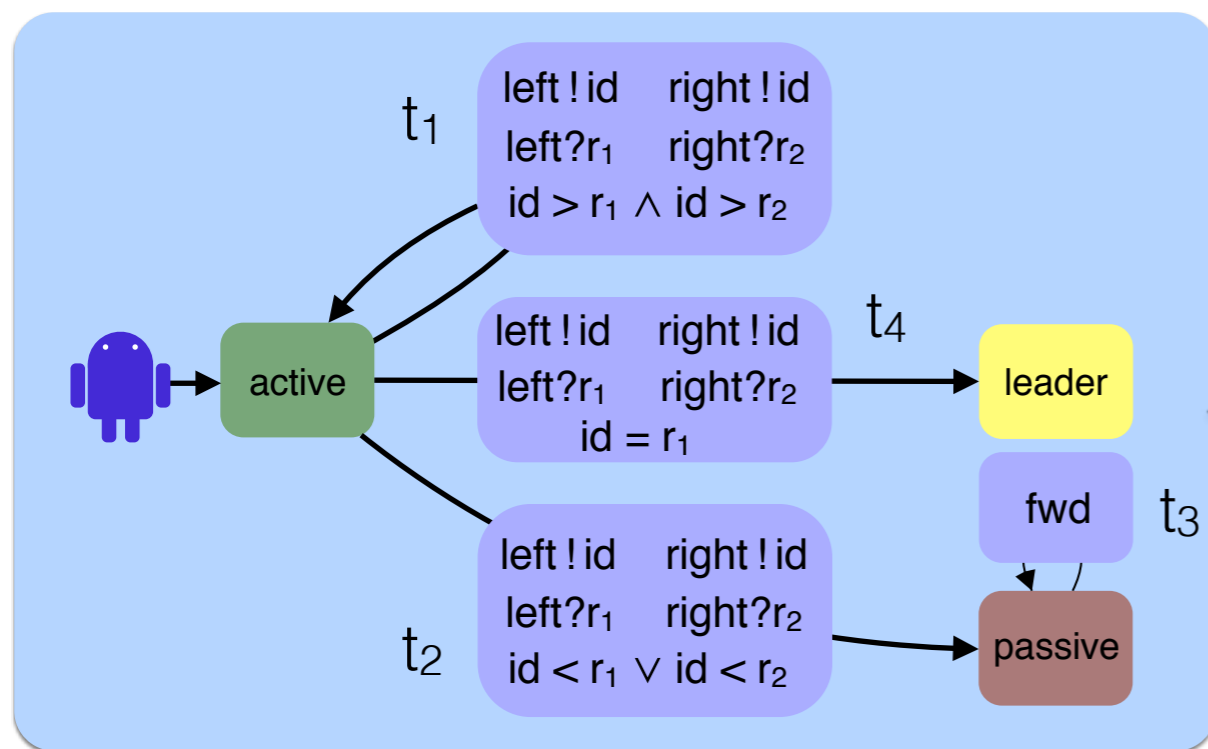 t₁
left ! id right ! id
left?r₁ right?r₂
id > r₁ ∧ id > r₂
active
left ! id right ! id
left?r₁ right?r₂
id = r₁
t₄
leader
fwd
t₃
t₂
left ! id right ! id
left?r₁ right?r₂
id < r₁ ∨ id < r₂
passive